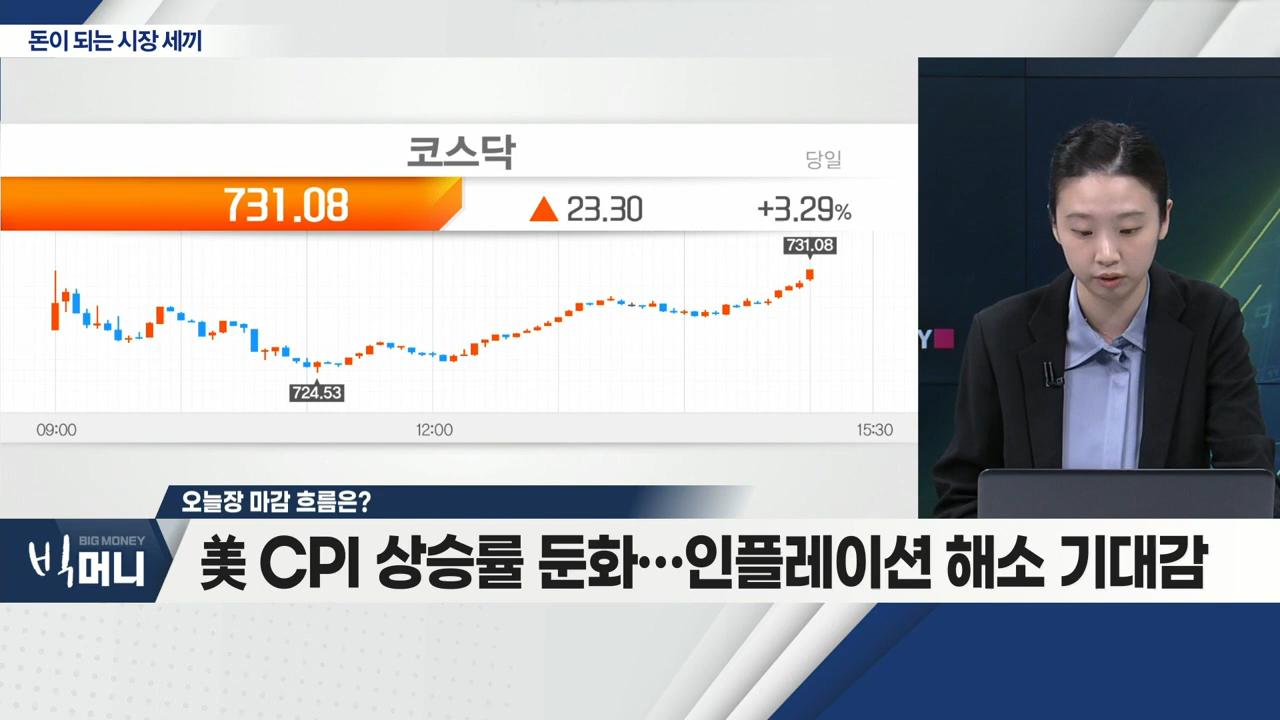 돈이 되는 시장 세끼
코스닥
당일
731.08 ▲ 23.30 +3.29%
731.08
724.53
09:00 12:00 15:30
Y
오늘장 마감 흐름은?
BIG MONEY
빅머니
美 CPI 상승률 둔화…인플레이션 해소 기대감